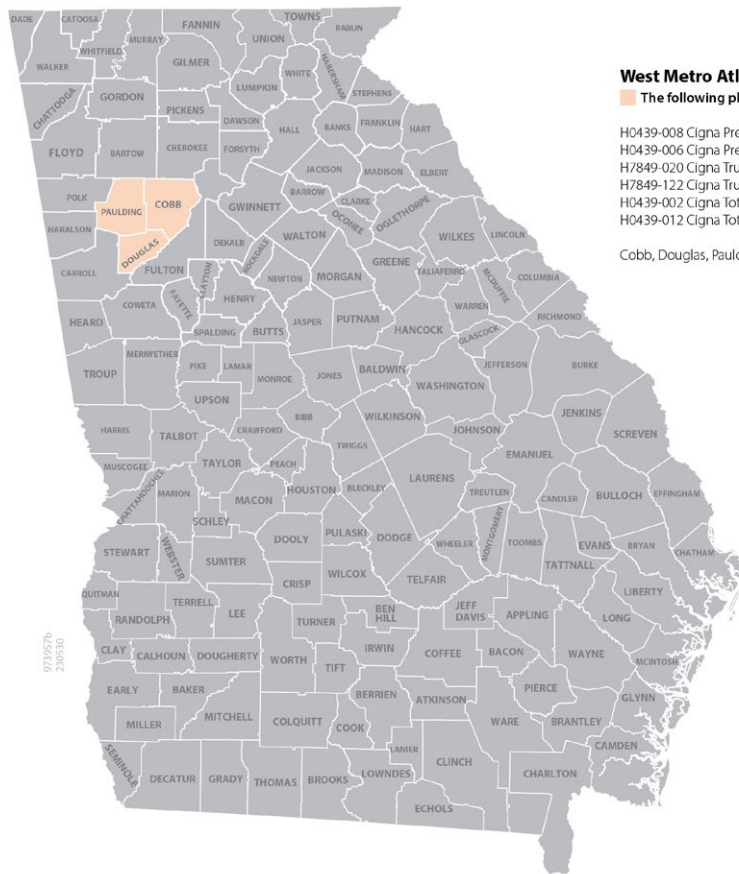 DADE
CATOOSA
WHITFIELD
MURRAY
FANNIN
UNION
TOWNS
RABUN
WALKER
GILMER
LUMPKIN
WHITE
HABERSHAM
STEPHENS
CHATTOOGA
GORDON
PICKENS
DAWSON
HALL
BANKS
FRANKLIN
HART
FLOYD
BARTOW
CHEROKEE
FORSYTH
JACKSON
MADISON
ELBERT
POLK
PAULDING
COBB
GWINNETT
BARROW
CLARKE
OCONEE
OGLETHORPE
HARALSON
DOUGLAS
DEKALB
ROCKDALE
WALTON
WILKES
LINCOLN
CARROLL
FULTON
CLAYTON
NEWTON
MORGAN
GREENE
TALIAFERRO
MCDUFFIE
COLUMBIA
COWETA
FAYETTE
HENRY
WARREN
RICHMOND
HEARD
SPALDING
BUTTS
JASPER
PUTNAM
HANCOCK
GLASCOCK
TROUP
MERIWETHER
PIKE
LAMAR
MONROE
JONES
BALDWIN
WASHINGTON
JEFFERSON
BURKE
UPSON
BIBB
WILKINSON
JENKINS
SCREVEN
HARRIS
TALBOT
CRAWFORD
TWIGGS
JOHNSON
EMANUEL
MUSCOGEE
TAYLOR
PEACH
HOUSTON
BLECKLEY
LAURENS
TREUTLEN
CANDLER
BULLOCH
EFFINGHAM
CHATTAHOOCHEE
MARION
MACON
SCHLEY
DOOLY
PULASKI
DODGE
WHEELER
MONTGOMERY
TOOMBS
TATTNALL
EVANS
BRYAN
CHATHAM
STEWART
WEBSTER
SUMTER
CRISP
WILCOX
TELFAIR
LIBERTY
QUITMAN
RANDOLPH
TERRELL
LEE
TURNER
BEN
HILL
JEFF
DAVIS
APPLING
LONG
CLAY
CALHOUN
DOUGHERTY
WORTH
TIFT
IRWIN
COFFEE
BACON
WAYNE
MCINTOSH
EARLY
BAKER
BERRIEN
ATKINSON
PIERCE
GLYNN
MILLER
MITCHELL
COLQUITT
COOK
WARE
BRANTLEY
LANIER
CAMDEN
SEMINOLE
DECATUR
GRADY
THOMAS
BROOKS
LOWNDES
CLINCH
CHARLTON
ECHOLS
973957b
230530
West Metro Atl
The following pl
H0439-008 Cigna Pre
H0439-006 Cigna Pre
H7849-020 Cigna Tru
H7849-122 Cigna Tru
H0439-002 Cigna Tot
H0439-012 Cigna Tot
Cobb, Douglas, Pauld